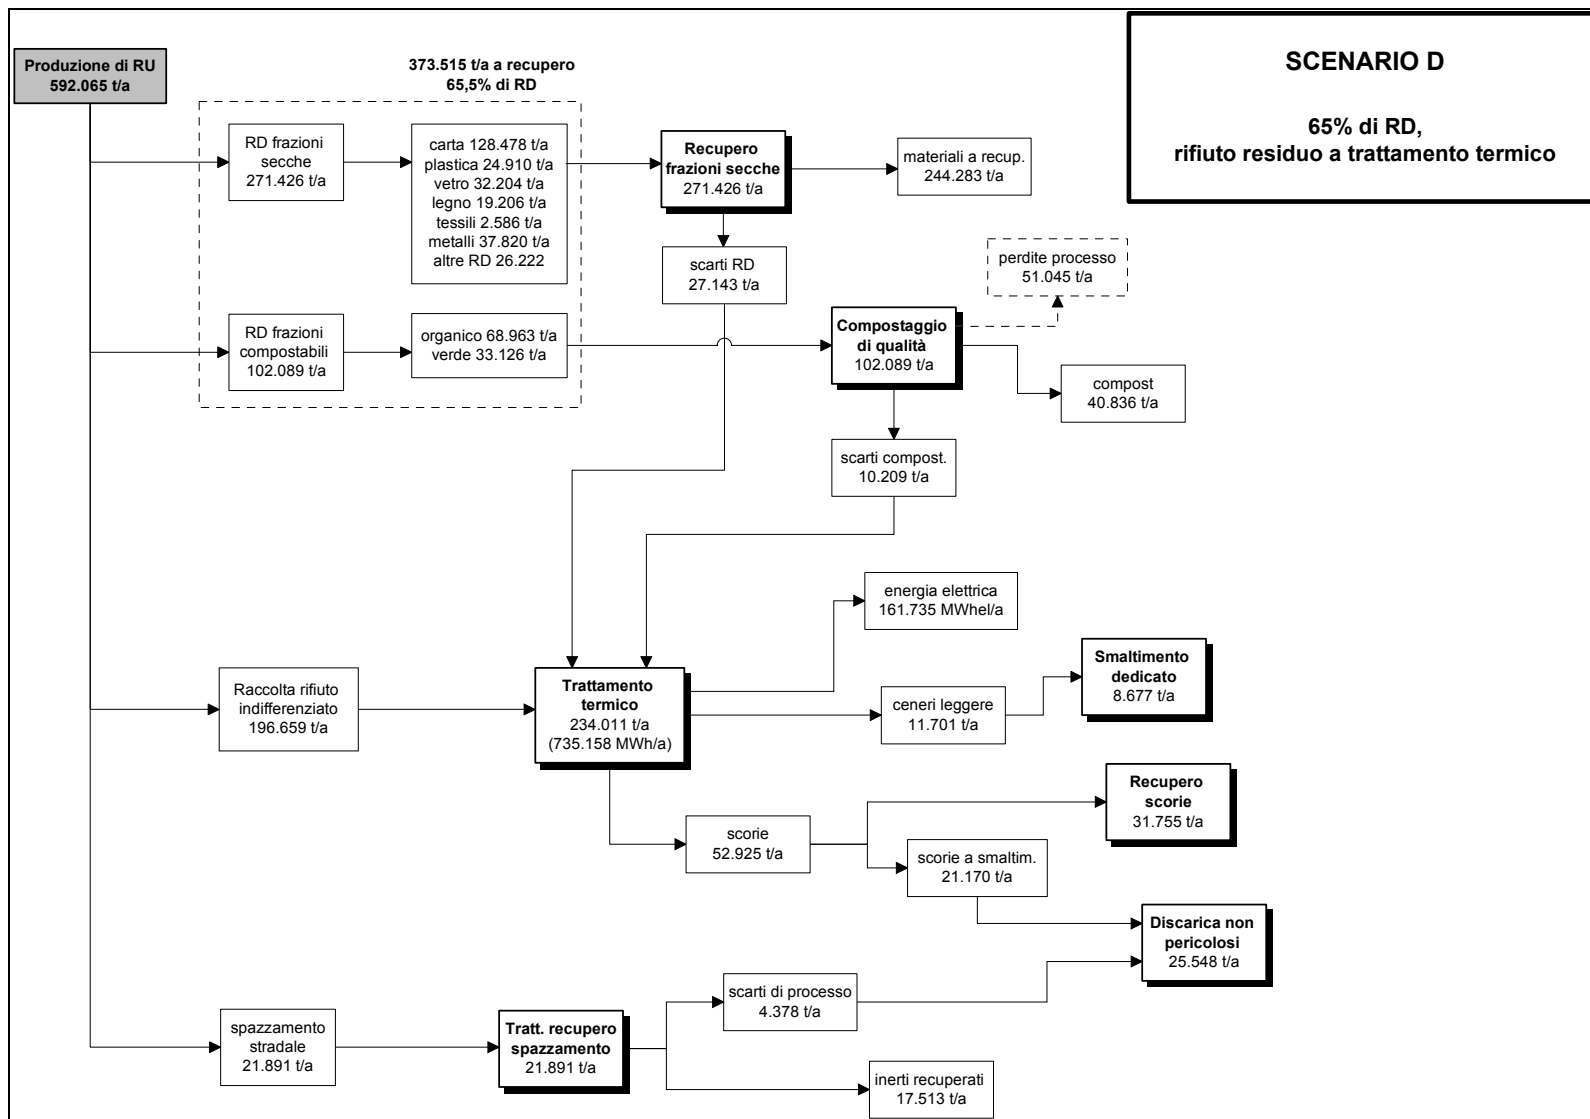 SCENARIO D
65% di RD,
rifiuto residuo a trattamento termico
Produzione di RU
592.065 t/a
373.515 t/a a recupero
65,5% di RD
RD frazioni
secche
271.426 t/a
carta 128.478 t/a
plastica 24.910 t/a
vetro 32.204 t/a
legno 19.206 t/a
tessili 2.586 t/a
metalli 37.820 t/a
altre RD 26.222
Recupero
frazioni secche
271.426 t/a
materiali a recup.
244.283 t/a
scarti RD
27.143 t/a
perdite processo
51.045 t/a
RD frazioni
compostabili
102.089 t/a
organico 68.963 t/a
verde 33.126 t/a
Compostaggio
di qualità
102.089 t/a
compost
40.836 t/a
scarti compost.
10.209 t/a
energia elettrica
161.735 MWhel/a
Raccolta rifiuto
indifferenziato
196.659 t/a
Trattamento
termico
234.011 t/a
(735.158 MWh/a)
ceneri leggere
11.701 t/a
Smaltimento
dedicato
8.677 t/a
Recupero
scorie
31.755 t/a
scorie
52.925 t/a
scorie a smaltim.
21.170 t/a
Discarica non
pericolosi
25.548 t/a
scarti di processo
4.378 t/a
spazzamento
stradale
21.891 t/a
Tratt. recupero
spazzamento
21.891 t/a
inerti recuperati
17.513 t/a